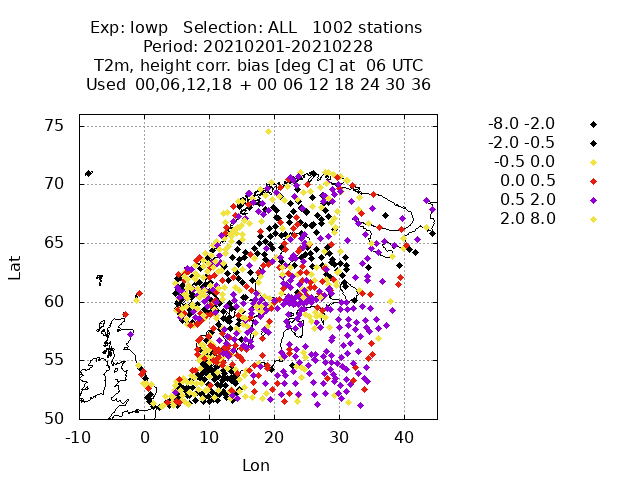 Exp: lowp Selection: ALL 1002 stations
Period: 20210201-20210228
T2m, height corr. bias [deg C] at 06 UTC
Used 00,06,12,18 + 00 06 12 18 24 30 36
-8.0 -2.0
-2.0 -0.5
-0.5 0.0
0.0 0.5
0.5 2.0
2.0 8.0
75
70
65
60
55
50
Lat
-10 0 10 20 30 40
Lon